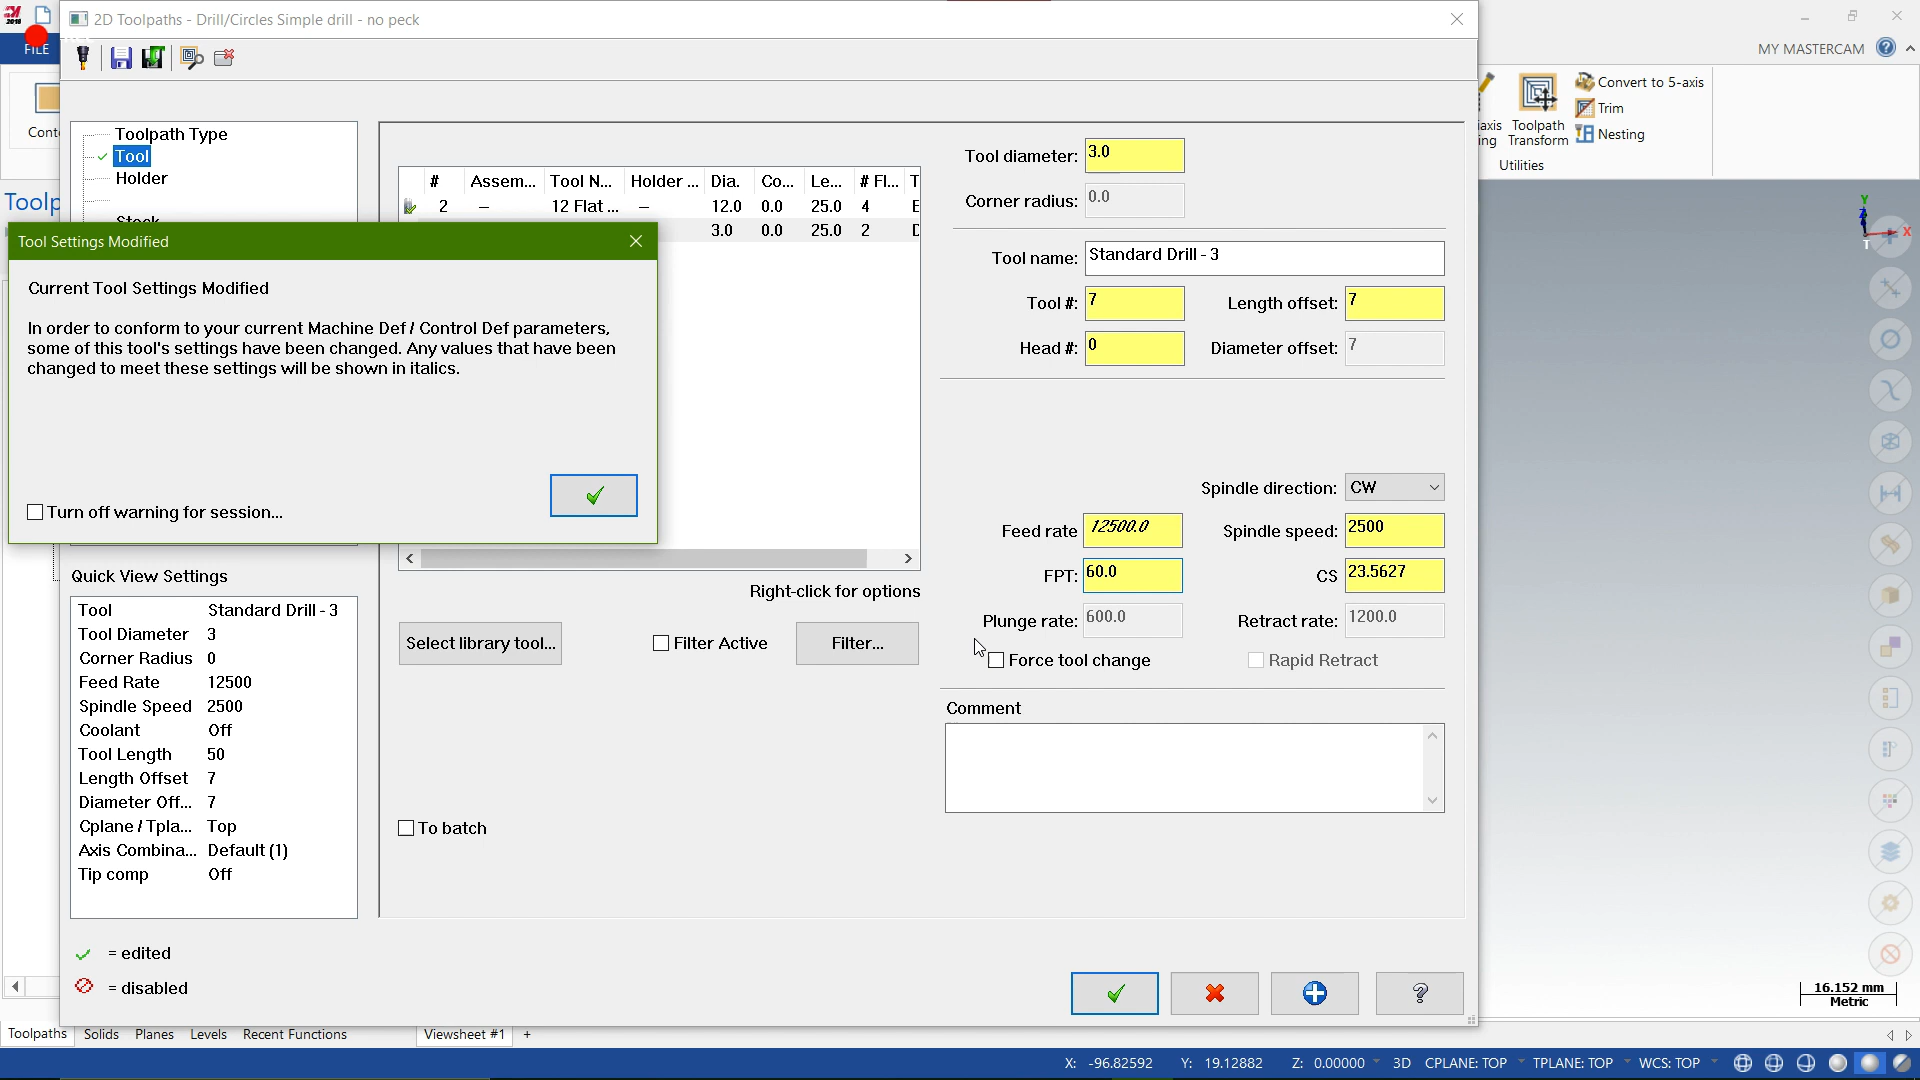 2D Toolpaths - Drill/Circles Simple drill - no peck
2018
FILE
MY MASTERCAM
Convert to 5-axis
Trim
Nesting
Toolpath
Transform
Utilities
Toolpath Type
Tool
Holder
Stock
Tool Settings Modified
Current Tool Settings Modified
In order to conform to your current Machine Def / Control Def parameters,
some of this tool's settings have been changed. Any values that have been
changed to meet these settings will be shown in italics.
Turn off warning for session...
# Assem... Tool N... Holder ... Dia. Co... Le... # Fl... T
2 – 12 Flat ... – 12.0 0.0 25.0 4 E
3.0 0.0 25.0 2 D
Right-click for options
Select library tool...
Filter Active
Filter...
To batch
Tool diameter: 3.0
Corner radius: 0.0
Tool name: Standard Drill - 3
Tool #: 7 Length offset: 7
Head #: 0 Diameter offset: 7
Spindle direction: CW
Feed rate 12500.0 Spindle speed: 2500
FPT: 60.0 CS 23.5627
Plunge rate: 600.0 Retract rate: 1200.0
Force tool change Rapid Retract
Comment
Quick View Settings
Tool Standard Drill - 3
Tool Diameter 3
Corner Radius 0
Feed Rate 12500
Spindle Speed 2500
Coolant Off
Tool Length 50
Length Offset 7
Diameter Off... 7
Cplane / Tpla... Top
Axis Combina... Default (1)
Tip comp Off
= edited
= disabled
Y
Z
X
T
16.152 mm
Metric
Toolpaths Solids Planes Levels Recent Functions Viewsheet #1 +
X: -96.82592 Y: 19.12882 Z: 0.00000 3D CPLANE: TOP TPLANE: TOP WCS: TOP